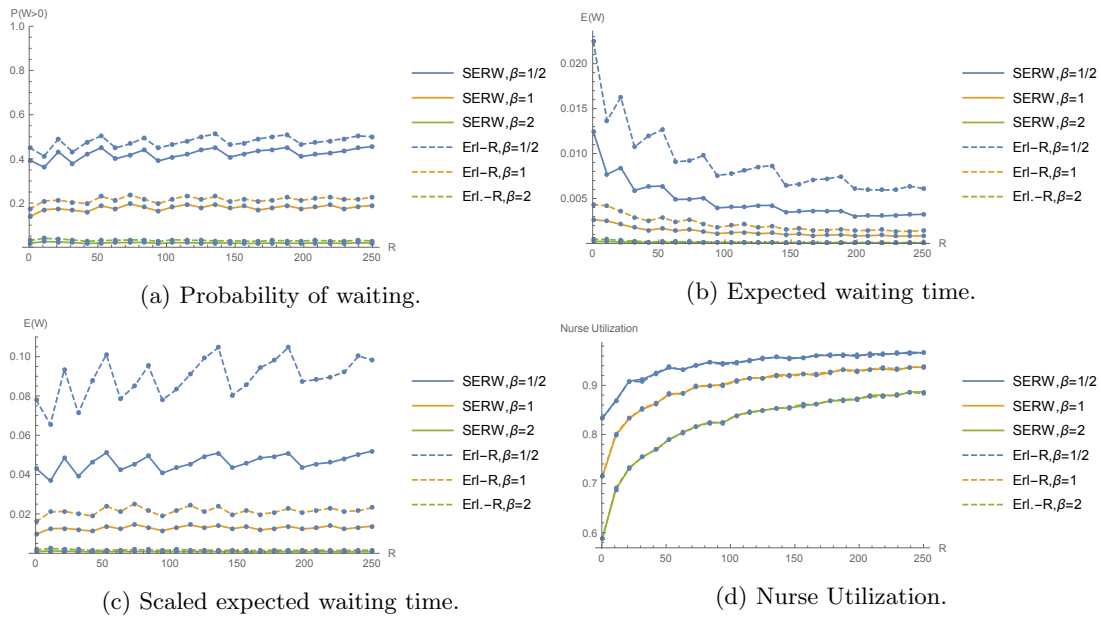 P(W>0)
1.0
0.8
0.6
0.4
0.2
0
50
100
150
200
250
R
SERW,β=1/2
SERW,β=1
SERW,β=2
Erl-R,β=1/2
Erl-R,β=1
Erl.-R,β=2
(a) Probability of waiting.
E(W)
0.020
0.015
0.010
0.005
0
50
100
150
200
250
R
SERW,β=1/2
SERW,β=1
SERW,β=2
Erl-R,β=1/2
Erl-R,β=1
Erl.-R,β=2
(b) Expected waiting time.
E(W)
0.10
0.08
0.06
0.04
0.02
0
50
100
150
200
250
R
SERW,β=1/2
SERW,β=1
SERW,β=2
Erl-R,β=1/2
Erl-R,β=1
Erl.-R,β=2
(c) Scaled expected waiting time.
Nurse Utilization
0.9
0.8
0.7
0.6
0
50
100
150
200
250
R
SERW,β=1/2
SERW,β=1
SERW,β=2
Erl-R,β=1/2
Erl-R,β=1
Erl.-R,β=2
(d) Nurse Utilization.